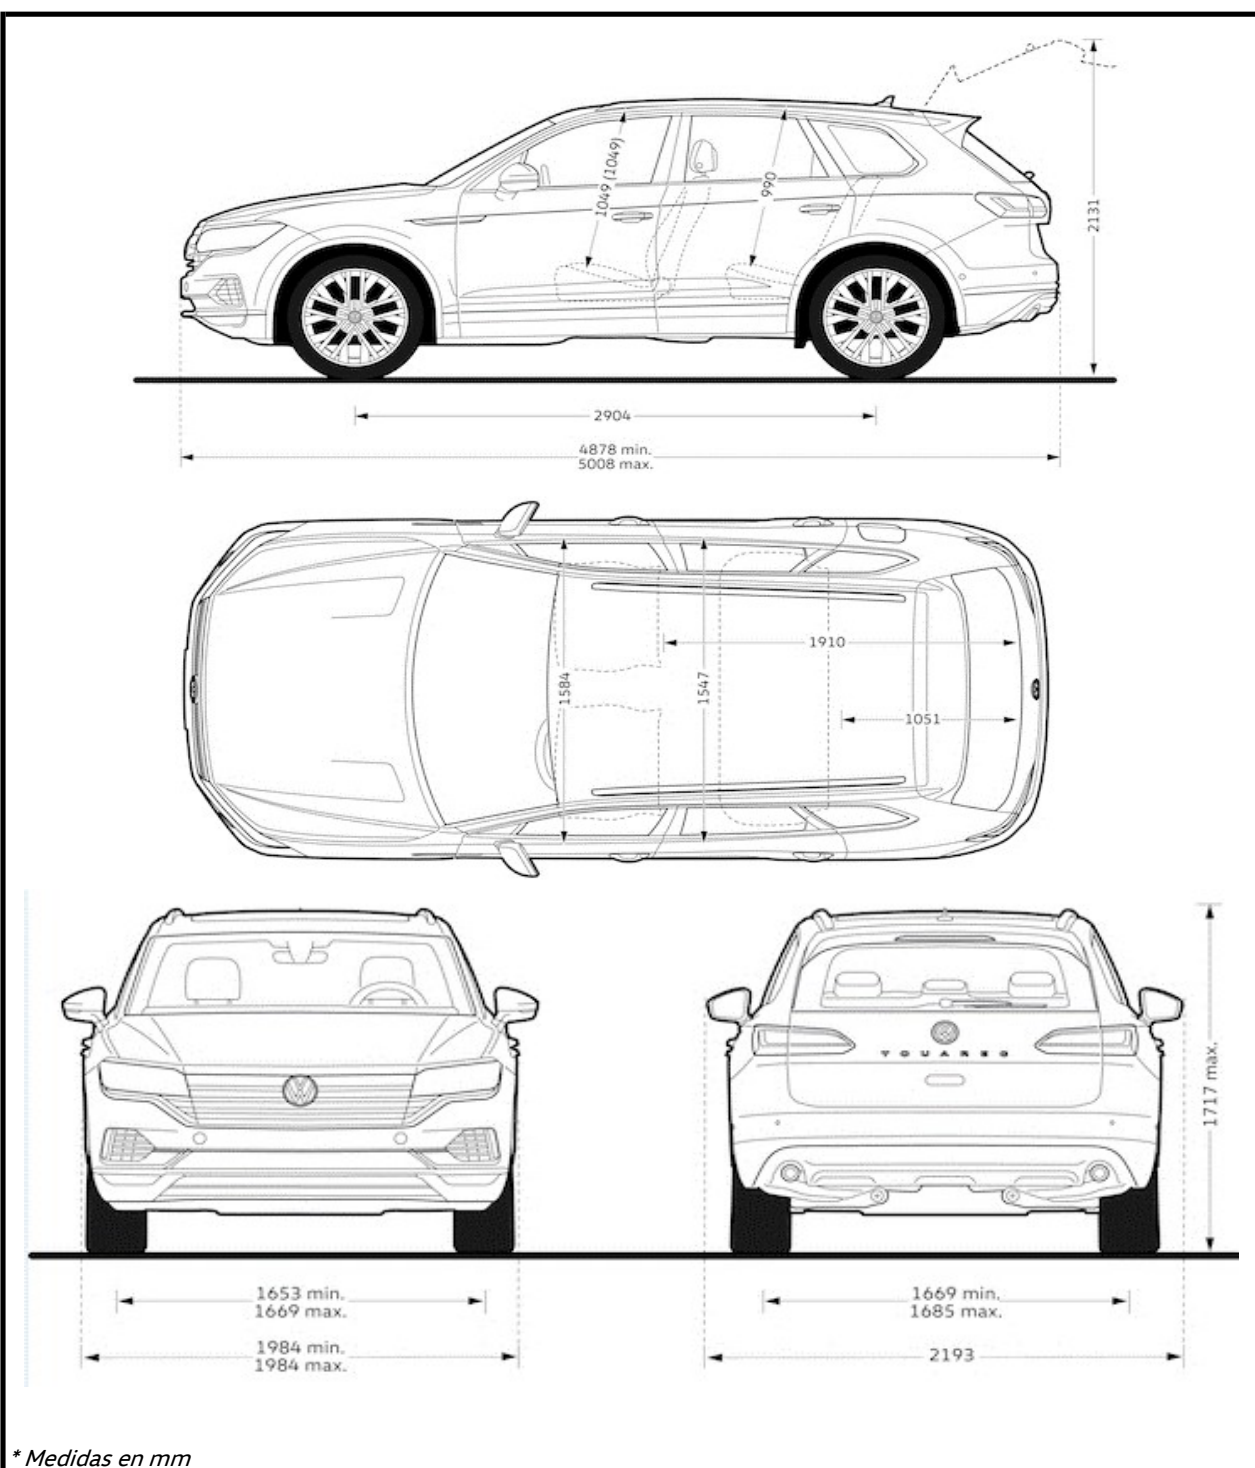 1049 (1049)
990
2131
2904
4878 min.
5008 max.
1910
1584
1547
1051
TOUAREG
1717 max.
1653 min.
1669 max.
1669 min.
1685 max.
1984 min.
1984 max.
2193
* Medidas en mm